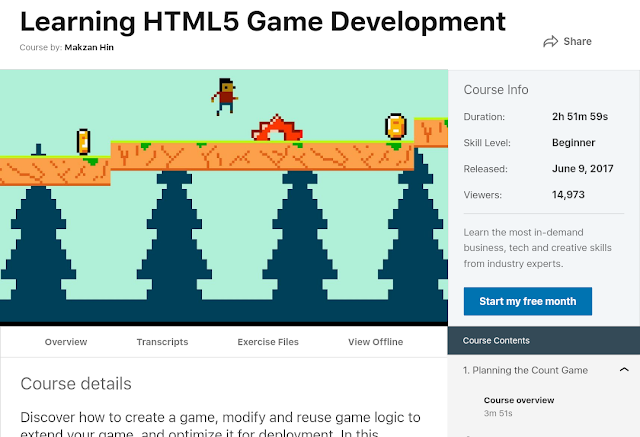 Learning HTML5 Game Development
Course by: Makzan Hin
Share
Course Info
Duration: 2h 51m 59s
Skill Level: Beginner
Released: June 9, 2017
Viewers: 14,973
Learn the most in-demand
business, tech and creative skills
from industry experts.
Start my free month
Overview Transcripts Exercise Files View Offline
Course Contents
1. Planning the Count Game
Course overview
3m 51s
Course details
Discover how to create a game, modify and reuse game logic to
extend your game, and optimize it for deployment. In this